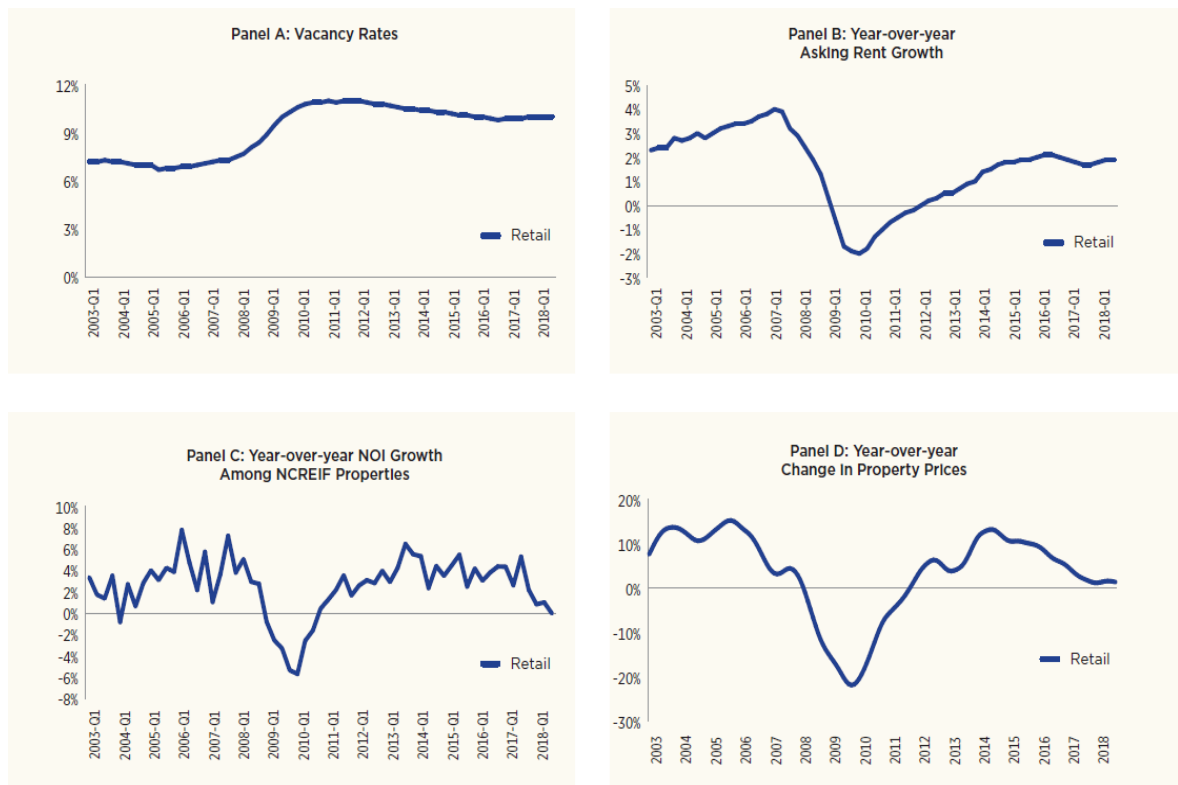 Panel A: Vacancy Rates
12%
9%
6%
3%
0%
Retail
2003-Q1
2004-Q1
2005-Q1
2006-Q1
2007-Q1
2008-Q1
2009-Q1
2010-Q1
2011-Q1
2012-Q1
2013-Q1
2014-Q1
2015-Q1
2016-Q1
2017-Q1
2018-Q1
Panel B: Year-over-year
Asking Rent Growth
5%
4%
3%
2%
1%
0%
-1%
-2%
-3%
Retail
2003-Q1
2004-Q1
2005-Q1
2006-Q1
2007-Q1
2008-Q1
2009-Q1
2010-Q1
2011-Q1
2012-Q1
2013-Q1
2014-Q1
2015-Q1
2016-Q1
2017-Q1
2018-Q1
Panel C: Year-over-year NOI Growth
Among NCREIF Properties
10%
8%
6%
4%
2%
0%
-2%
-4%
-6%
-8%
Retail
2003-Q1
2004-Q1
2005-Q1
2006-Q1
2007-Q1
2008-Q1
2009-Q1
2010-Q1
2011-Q1
2012-Q1
2013-Q1
2014-Q1
2015-Q1
2016-Q1
2017-Q1
2018-Q1
Panel D: Year-over-year
Change in Property Prices
20%
10%
0%
-10%
-20%
-30%
Retail
2003
2004
2005
2006
2007
2008
2009
2010
2011
2012
2013
2014
2015
2016
2017
2018